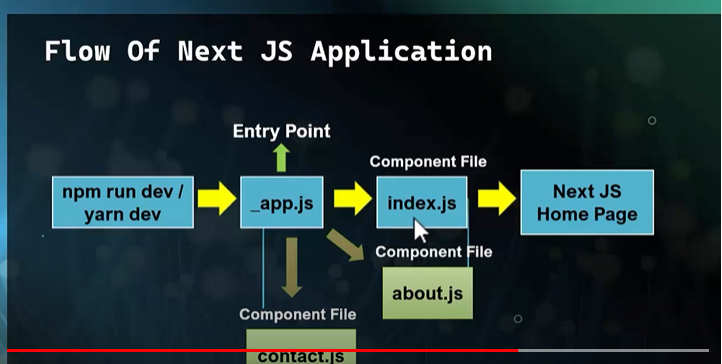 Flow Of Next JS Application
Entry Point
Component File
npm run dev /
yarn dev
_app.js
index.js
Next JS
Home Page
Component File
about.js
Component File
contact.js